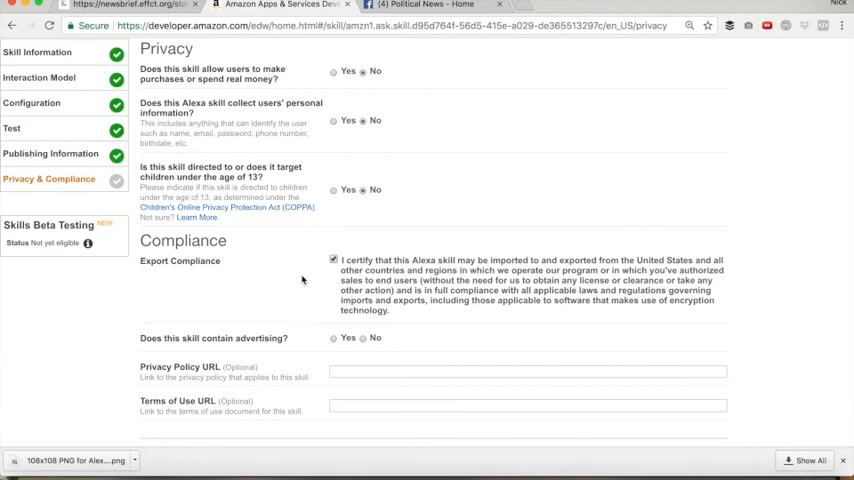 Nick
https://newsbrief.effct.org/stat
Amazon Apps & Services Deve
(4) Political News - Home
Secure https://developer.amazon.com/edw/home.html#/skill/amzn1.ask.skill.d95d764f-56d5-415e-a029-de365513297c/en_US/privacy
Skill Information
Interaction Model
Configuration
Test
Publishing Information
Privacy & Compliance
Skills Beta Testing NEW
Status Not yet eligible
Privacy
Does this skill allow users to make
purchases or spend real money?
Yes No
Does this Alexa skill collect users' personal
information?
This includes anything that can identify the user
such as name, email, password, phone number,
birthdate, etc.
Yes No
Is this skill directed to or does it target
children under the age of 13?
Please indicate if this skill is directed to children
under the age of 13, as determined under the
Children's Online Privacy Protection Act (COPPA).
Not sure? Learn More.
Yes No
Compliance
Export Compliance
I certify that this Alexa skill may be imported to and exported from the United States and all
other countries and regions in which we operate our program or in which you've authorized
sales to end users (without the need for us to obtain any license or clearance or take any
other action) and is in full compliance with all applicable laws and regulations governing
imports and exports, including those applicable to software that makes use of encryption
technology.
Does this skill contain advertising?
Yes No
Privacy Policy URL (Optional)
Link to the privacy policy that applies to this skill.
Terms of Use URL (Optional)
Link to the terms of use document for this skill.
108x108 PNG for Alex....png
Show All